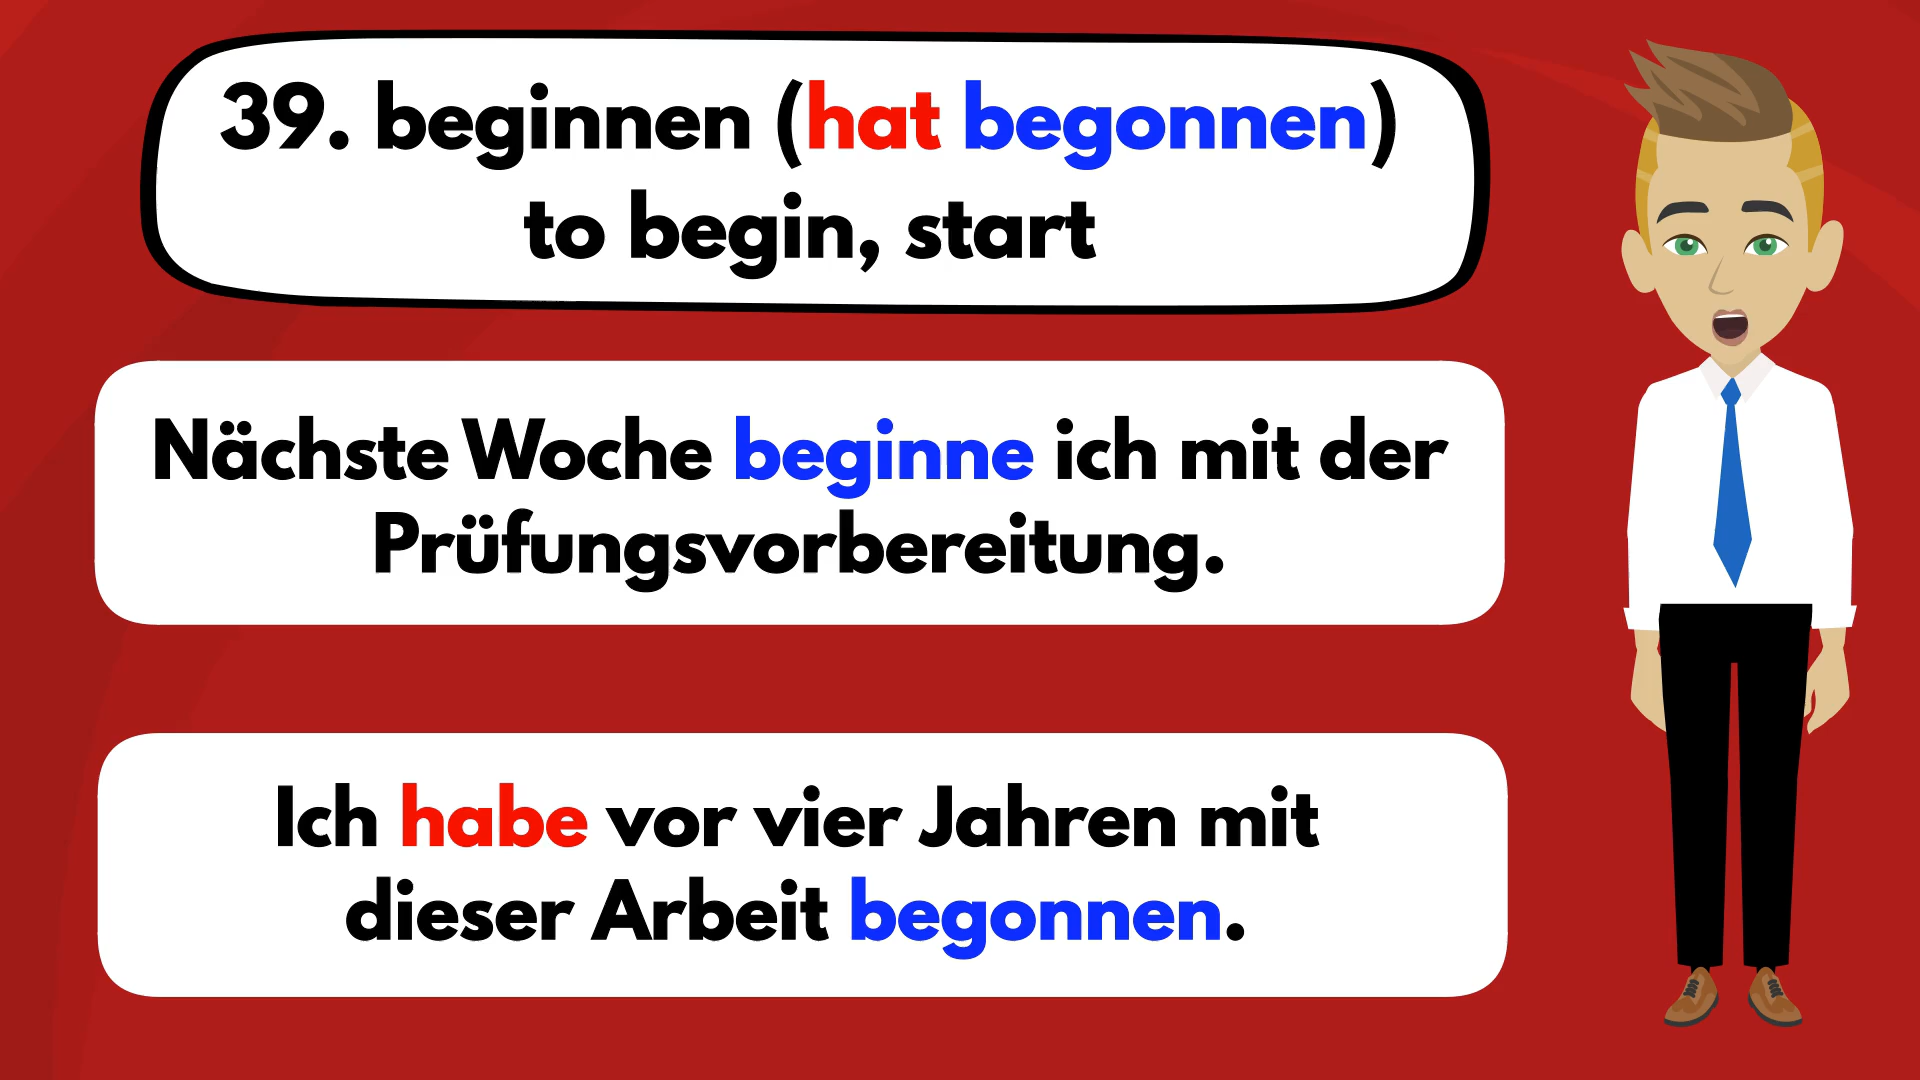 39. beginnen (hat begonnen)
to begin, start
Nächste Woche beginne ich mit der
Prüfungsvorbereitung.
Ich habe vor vier Jahren mit
dieser Arbeit begonnen.